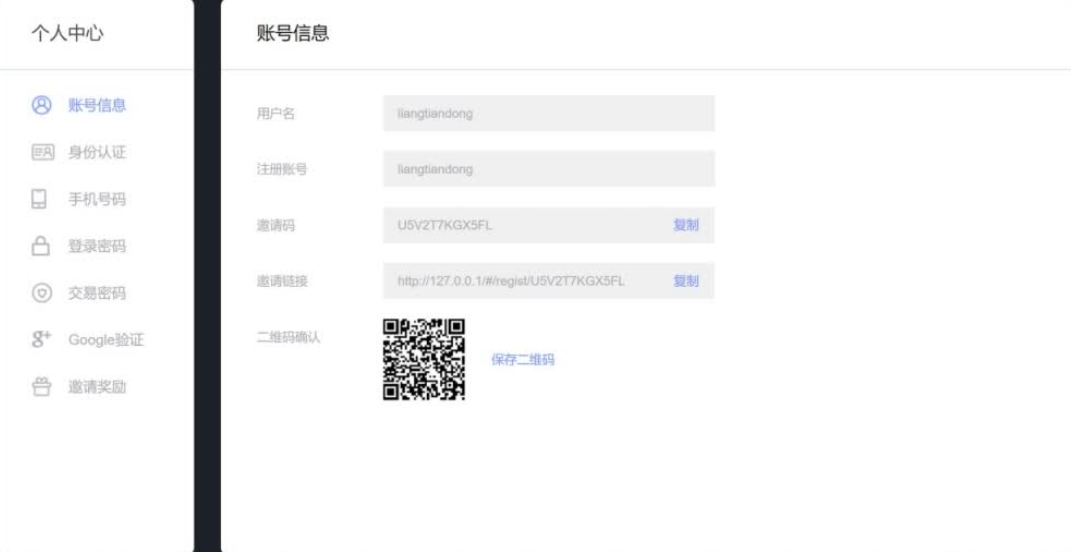 个人中心
账号信息
身份认证
手机号码
登录密码
交易密码
Google验证
邀请奖励
账号信息
用户名 liangtiandong
注册账号 liangtiandong
邀请码 U5V2T7KGX5FL 复制
邀请链接 http://127.0.0.1/#/regist/U5V2T7KGX5FL 复制
二维码确认
保存二维码